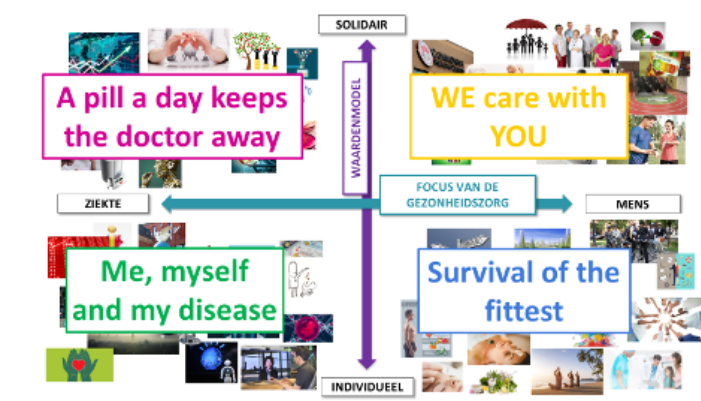 SOLIDAIR
A pill a day keeps
the doctor away
WE care with
YOU
WAARDENMODEL
ZIEKTE
FOCUS VAN DE
GEZONHEIDSZORG
MENS
Me, myself
and my disease
Survival of the
fittest
INDIVIDUEEL